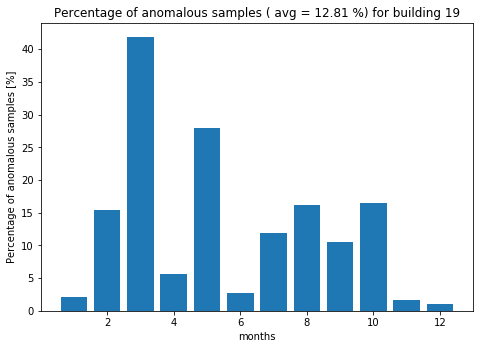 Percentage of anomalous samples ( avg = 12.81 %) for building 19
Percentage of anomalous samples [%]
40
35
30
25
20
15
10
5
0
2 4 6 8 10 12
months